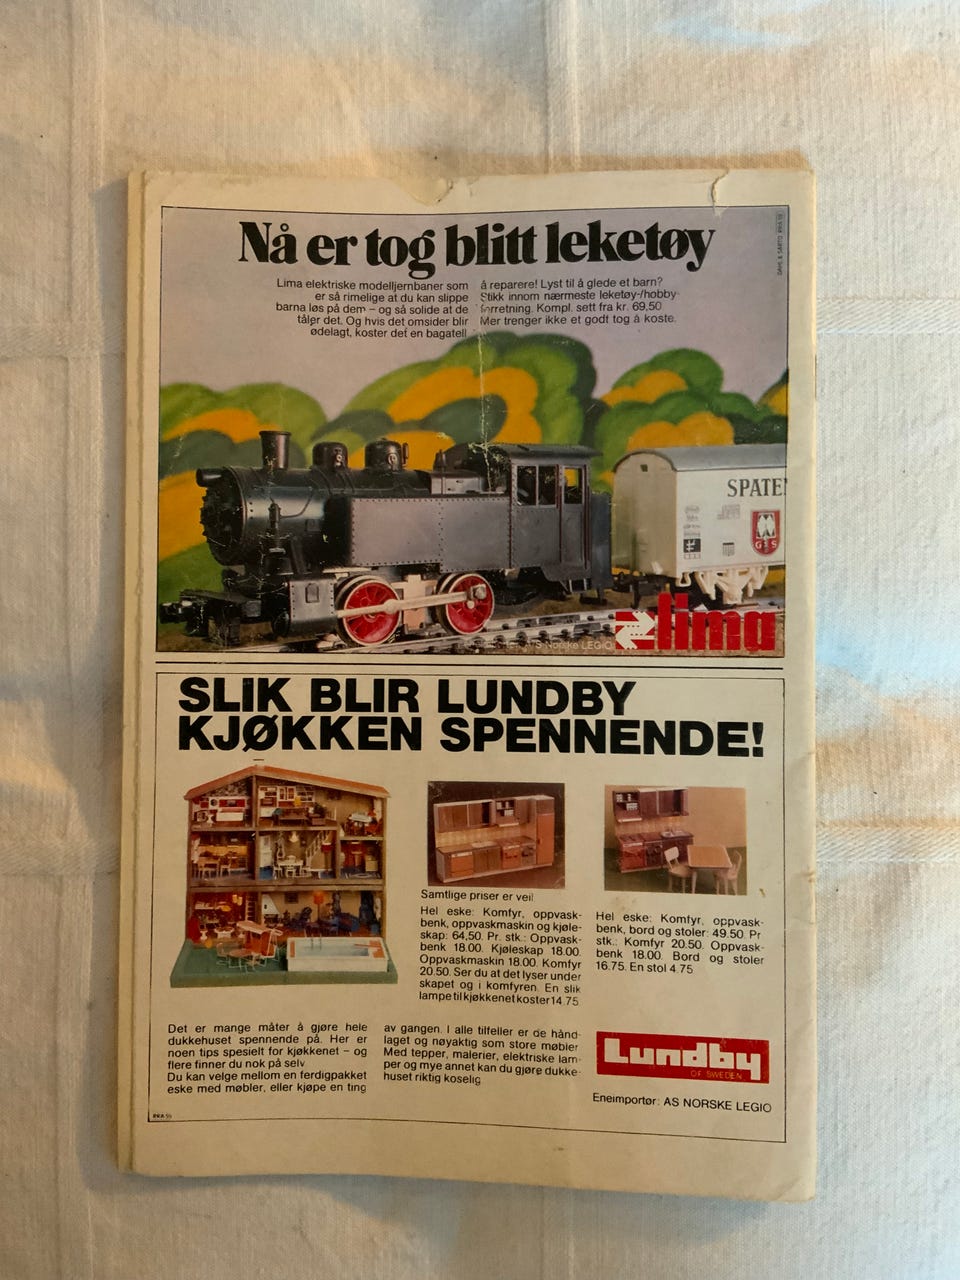 Nå er tog blitt leketøy
Lima elektriske modelljernbaner som
er så rimelige at du kan slippe
barna løs på dem – og så solide at de
tåler det. Og hvis det omsider blir
ødelagt, koster det en bagatell
å reparere! Lyst til å glede et barn?
Stikk innom nærmeste leketøy-/hobby-
forretning. Kompl. sett fra kr. 69,50
Mer trenger ikke et godt tog å koste.
SPATEN
G S
A/S Norske LEGIO
lima
SLIK BLIR LUNDBY
KJØKKEN SPENNENDE!
Samtlige priser er veil
Hel eske: Komfyr, oppvask-
benk, oppvaskmaskin og kjøle-
skap: 64,50. Pr. stk.: Oppvask-
benk 18.00. Kjøleskap 18.00.
Oppvaskmaskin 18.00. Komfyr
20.50. Ser du at det lyser under
skapet og i komfyren. En slik
lampe til kjøkkenet koster 14.75
Hel eske: Komfyr, oppvask-
benk, bord og stoler: 49.50. Pr
stk.: Komfyr 20.50. Oppvask-
benk 18.00. Bord og stoler
16.75. En stol 4.75
Det er mange måter å gjøre hele
dukkehuset spennende på. Her er
noen tips spesielt for kjøkkenet – og
flere finner du nok på selv
Du kan velge mellom en ferdigpakket
eske med møbler, eller kjøpe en ting
av gangen. I alle tilfeller er de hånd-
laget og nøyaktig som store møbler
Med tepper, malerier, elektriske lam-
per og mye annet kan du gjøre dukke-
huset riktig koselig
Lundby
OF SWEDEN
Eneimportør: AS NORSKE LEGIO